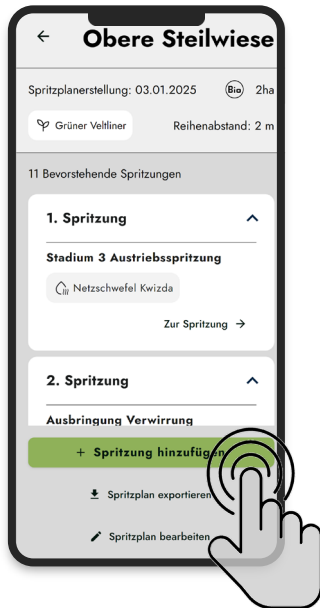 Obere Steilwiese
Spritzplanerstellung: 03.01.2025 Bio 2ha
Grüner Veltliner Reihenabstand: 2 m
11 Bevorstehende Spritzungen
1. Spritzung
Stadium 3 Austriebsspritzung
Netzschwefel Kwizda
Zur Spritzung →
2. Spritzung
Ausbringung Verwirrung
+ Spritzung hinzufügen
Spritzplan exportieren
Spritzplan bearbeiten